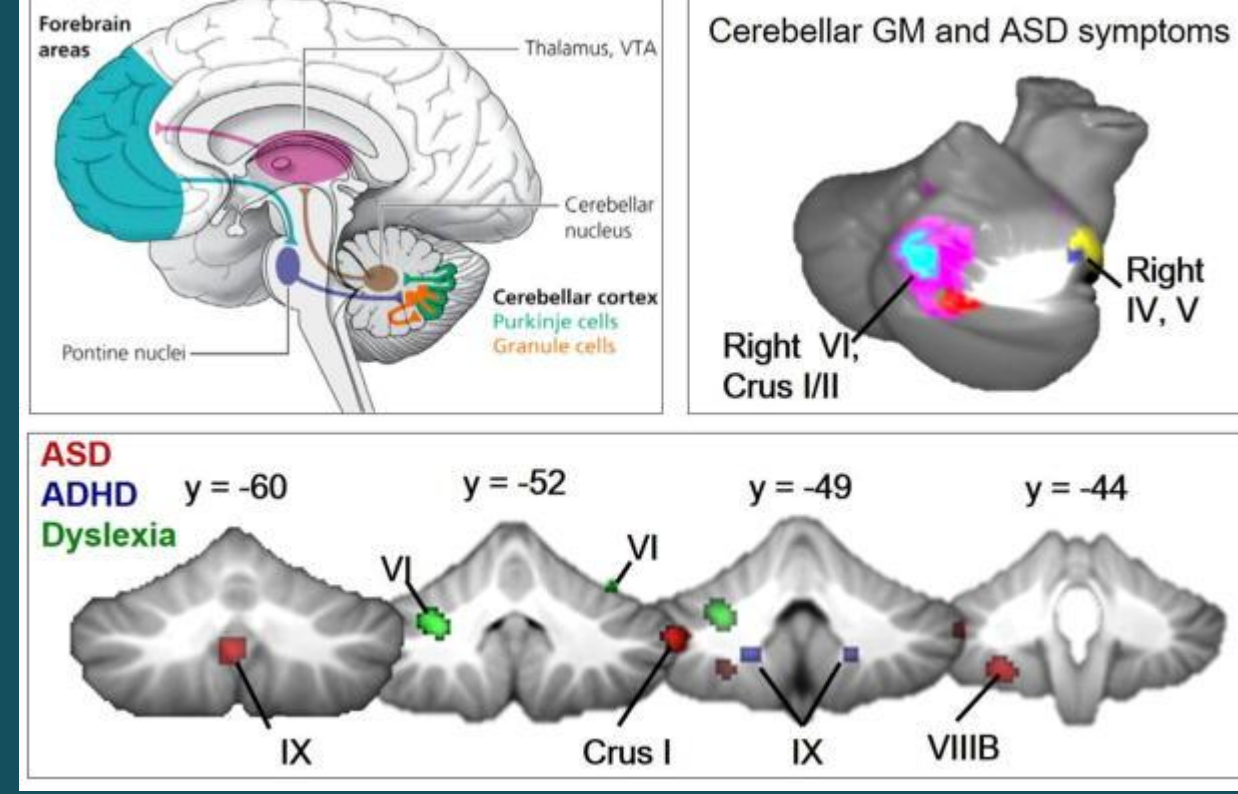 Forebrain
areas
Thalamus, VTA
Cerebellar
nucleus
Cerebellar cortex
Purkinje cells
Granule cells
Pontine nuclei
Cerebellar GM and ASD symptoms
Right
IV, V
Right VI,
Crus I/II
ASD
ADHD
Dyslexia
y = -60
y = -52
y = -49
y = -44
VI
VI
IX
Crus I
IX
VIIIB